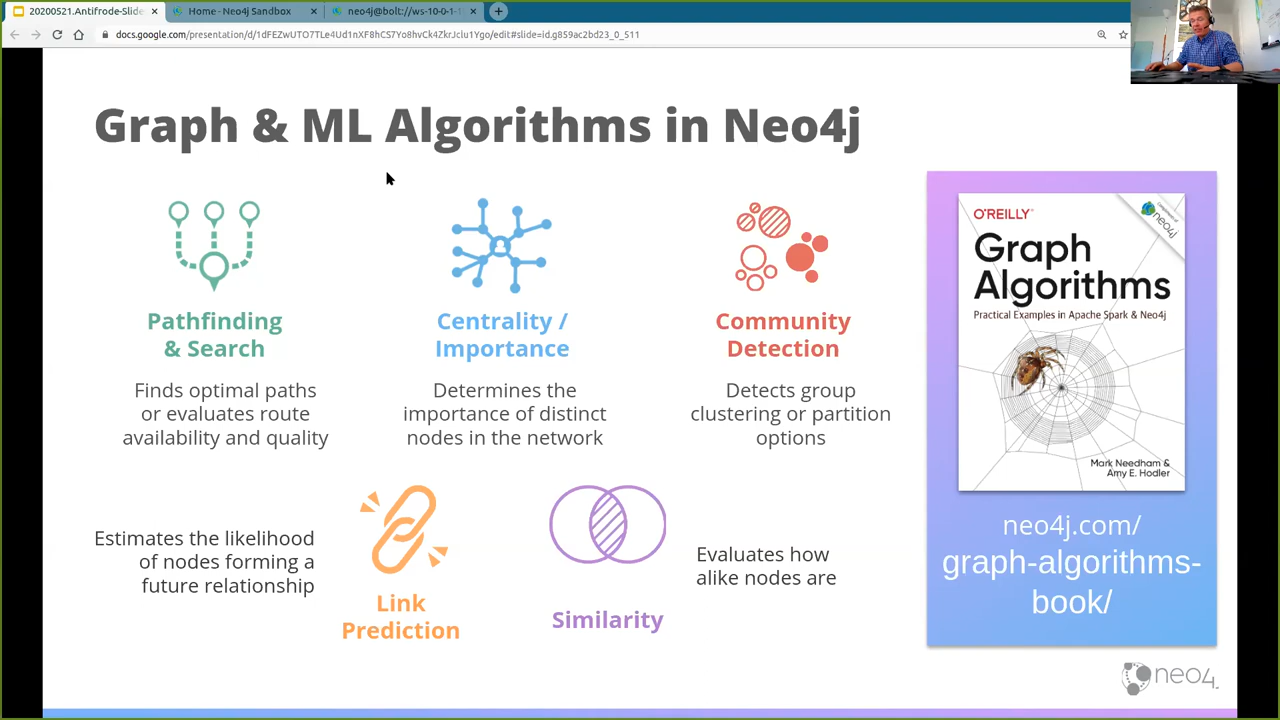 20200521.Antifrode-Slide
Home - Neo4j Sandbox
neo4j@bolt://ws-10-0-1-1
docs.google.com/presentation/d/1dFEZwUTO7TLe4Ud1nXF8hCS7Yo8hvCk4ZkrJclu1Ygo/edit#slide=id.g859ac2bd23_0_511
Graph & ML Algorithms in Neo4j
Pathfinding
& Search
Finds optimal paths
or evaluates route
availability and quality
Centrality /
Importance
Determines the
importance of distinct
nodes in the network
Community
Detection
Detects group
clustering or partition
options
Estimates the likelihood
of nodes forming a
future relationship
Link
Prediction
Similarity
Evaluates how
alike nodes are
O'REILLY®
neo4j
Graph
Algorithms
Practical Examples in Apache Spark & Neo4j
Mark Needham &
Amy E. Hodler
neo4j.com/
graph-algorithms-
book/
neo4j